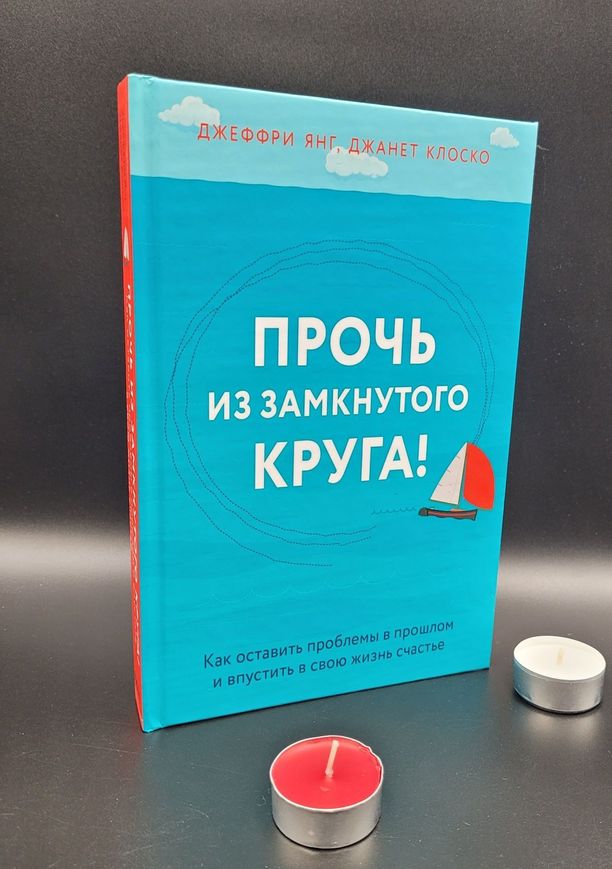 ДЖЕФФРИ ЯНГ, ДЖАНЕТ КЛОСКО
ПРОЧЬ
ИЗ ЗАМКНУТОГО
КРУГА!
Как оставить проблемы в прошлом
и впустить в свою жизнь счастье